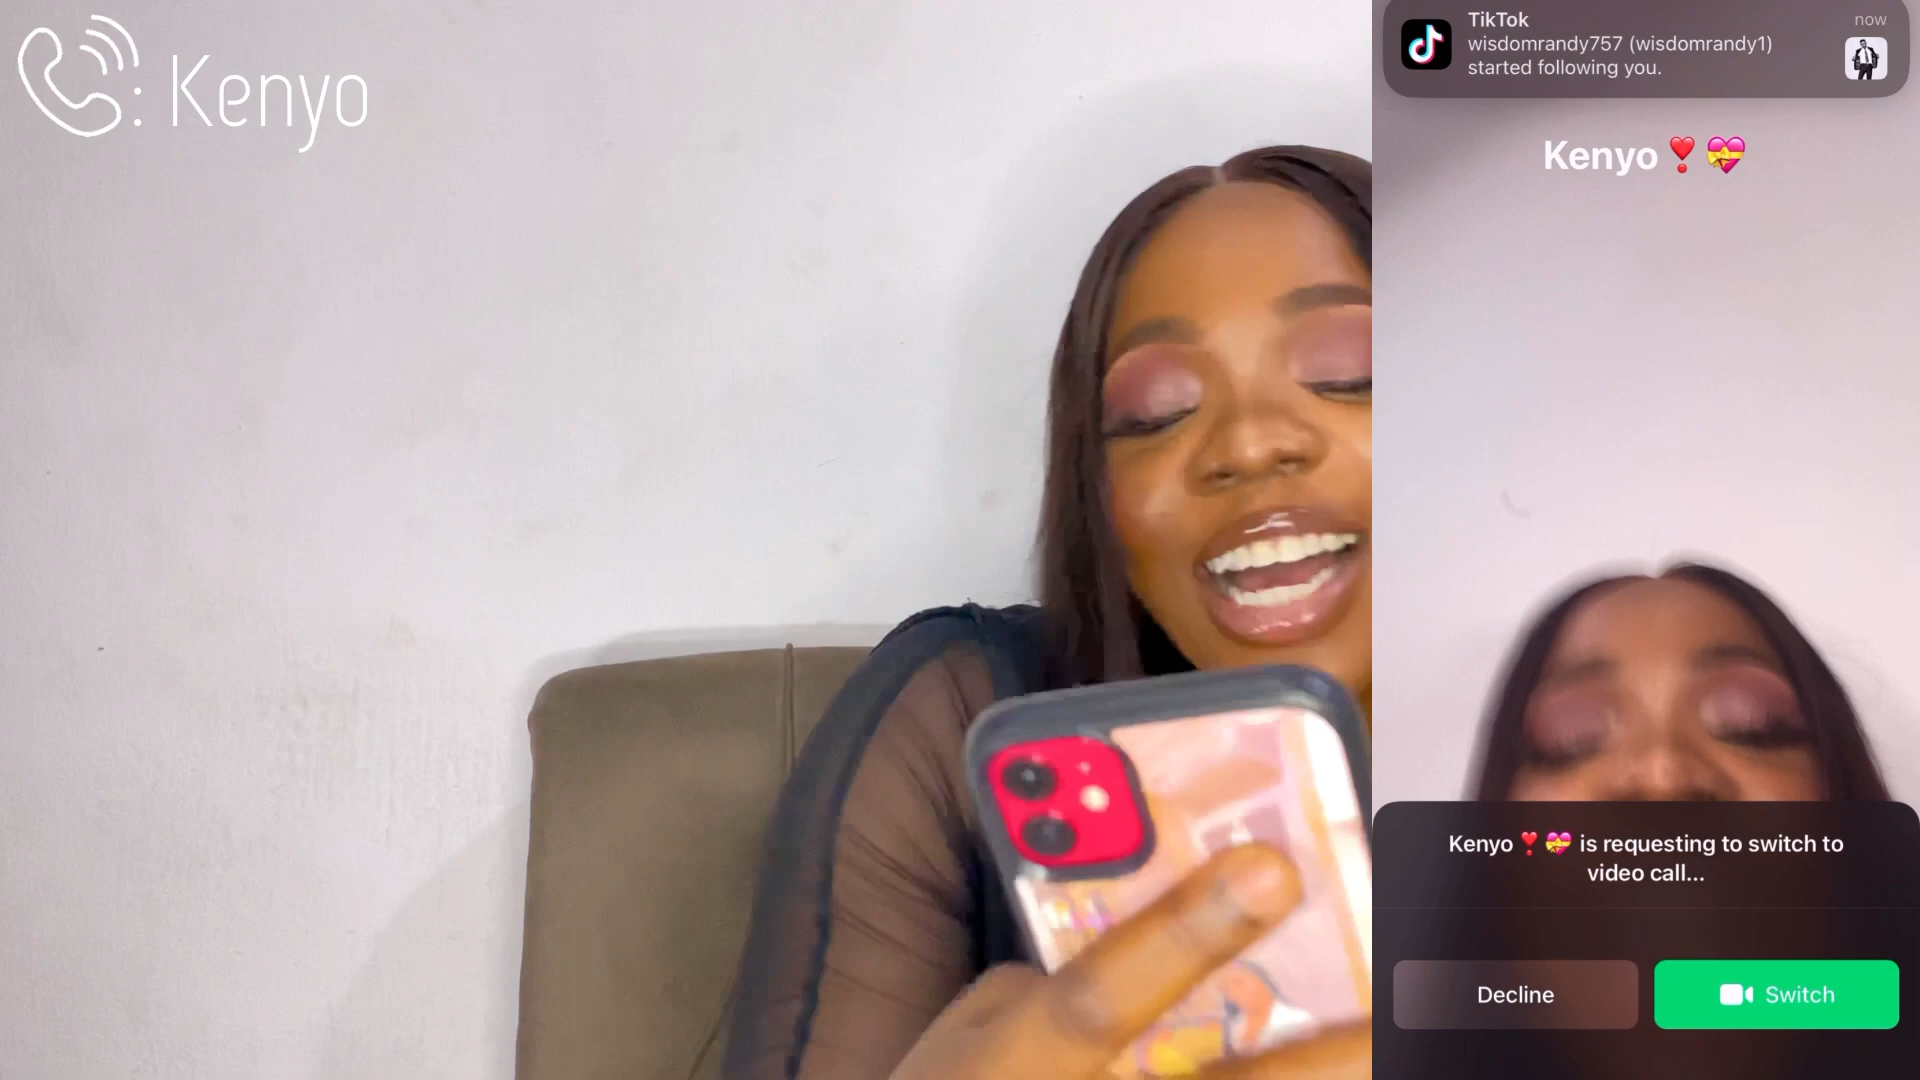 : Kenyo
TikTok
now
wisdomrandy757 (wisdomrandy1)
started following you.
Kenyo❣️💝
Kenyo❣️💝 is requesting to switch to
video call...
Decline
Switch